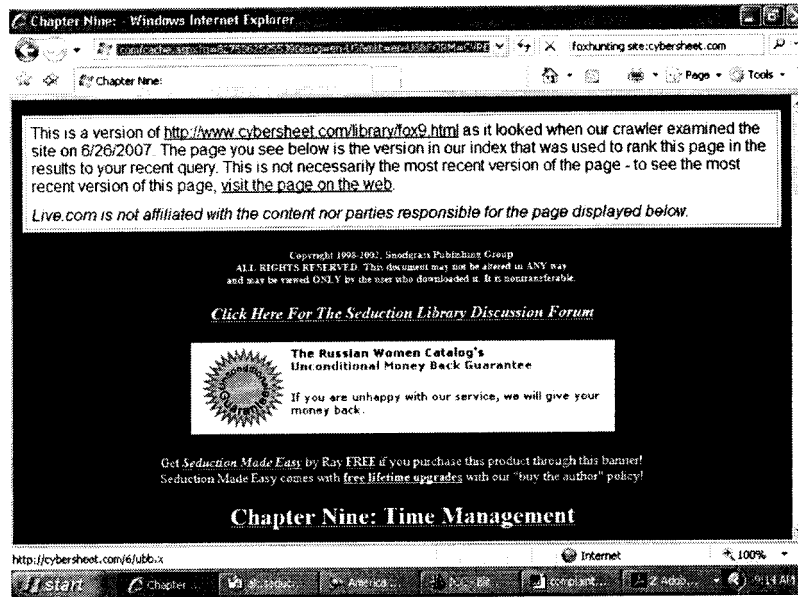 Chapter Nine: - Windows Internet Explorer
foxhunting site:cybersheet.com
Chapter Nine:
Page
Tools
This is a version of http://www.cybersheet.com/library/fox9.html as it looked when our crawler examined the
site on 6/26/2007. The page you see below is the version in our index that was used to rank this page in the
results to your recent query. This is not necessarily the most recent version of the page - to see the most
recent version of this page, visit the page on the web.
Live.com is not affiliated with the content nor parties responsible for the page displayed below.
Copyright 1998-2002, Snodgrass Publishing Group
ALL RIGHTS RESERVED. This document may not be altered in ANY way
and may be viewed ONLY by the user who downloaded it. It is nontransferable.
Click Here For The Seduction Library Discussion Forum
Unconditional
Guarantee
The Russian Women Catalog's
Unconditional Money Back Guarantee
If you are unhappy with our service, we will give your
money back.
Get Seduction Made Easy by Ray FREE if you purchase this product through this banner!
Seduction Made Easy comes with free lifetime upgrades with our "buy the author" policy!
Chapter Nine: Time Management
http://cybersheet.com/6/ubb.x
Internet
100%
start
Chapter ...
America ...
complaint...
2 Adob...
9:14 AM